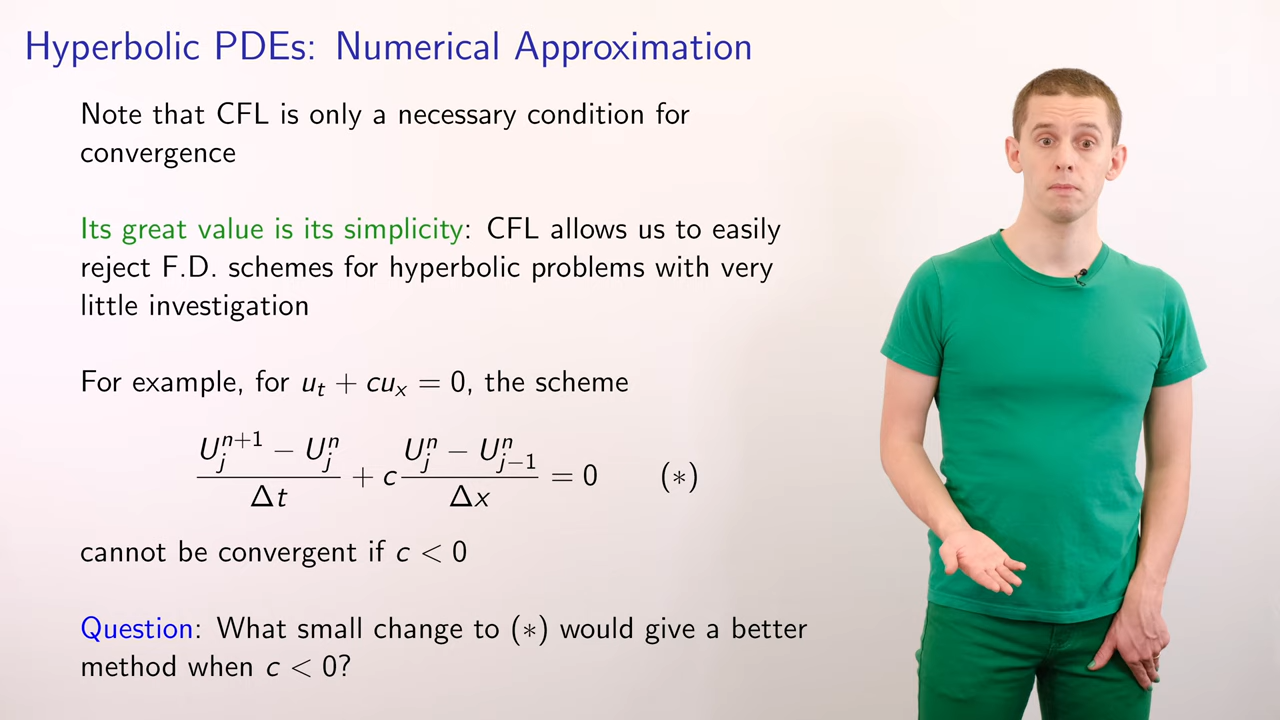 Hyperbolic PDEs: Numerical Approximation
Note that CFL is only a necessary condition for
convergence
Its great value is its simplicity: CFL allows us to easily
reject F.D. schemes for hyperbolic problems with very
little investigation
For example, for u_t + cu_x = 0, the scheme
\frac{U_j^{n+1} − U_j^n}{Δt} + c \frac{U_j^n − U_{j−1}^n}{Δx} = 0 (∗)
cannot be convergent if c < 0
Question: What small change to (∗) would give a better
method when c < 0?